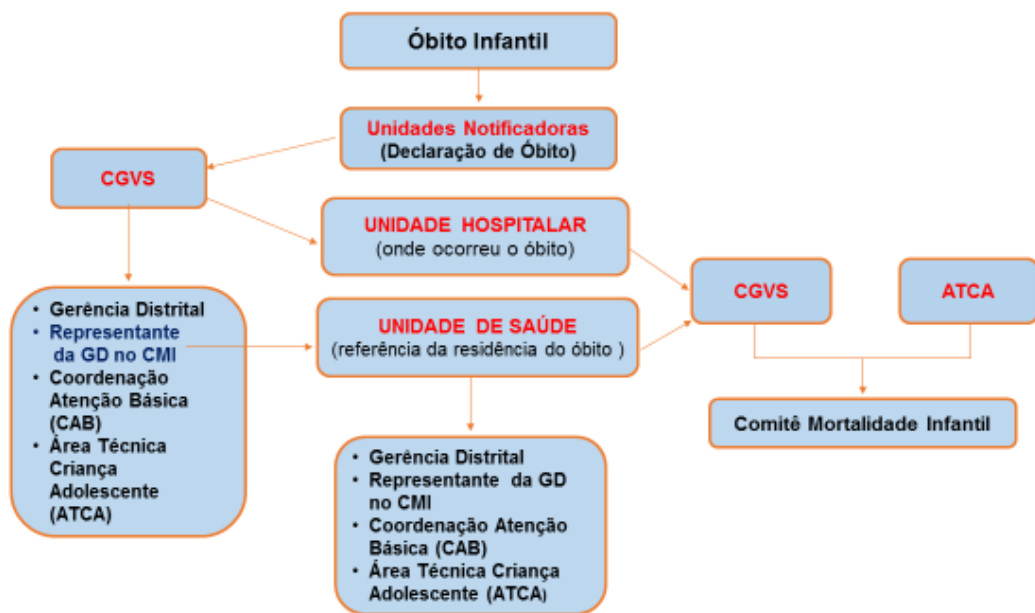 Óbito Infantil
Unidades Notificadoras
(Declaração de Óbito)
CGVS
UNIDADE HOSPITALAR
(onde ocorreu o óbito)
CGVS
ATCA
• Gerência Distrital
• Representante
da GD no CMI
• Coordenação
Atenção Básica
(CAB)
• Área Técnica
Criança
Adolescente
(ATCA)
UNIDADE DE SAÚDE
(referência da residência do óbito )
Comitê Mortalidade Infantil
• Gerência Distrital
• Representante da GD
no CMI
• Coordenação Atenção
Básica (CAB)
• Área Técnica Criança
Adolescente (ATCA)